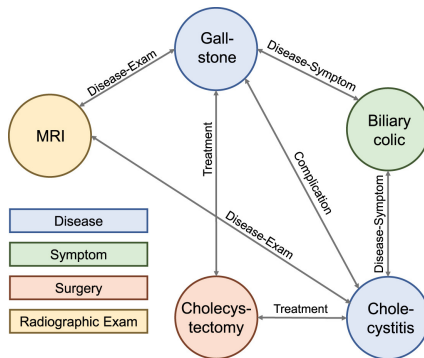 Gall-
stone
Disease-Exam
Disease-Symptom
MRI
Biliary
colic
Treatment
Complication
Disease-Exam
Disease-Symptom
Disease
Symptom
Surgery
Radiographic Exam
Cholecys-
tectomy
Treatment
Chole-
cystitis